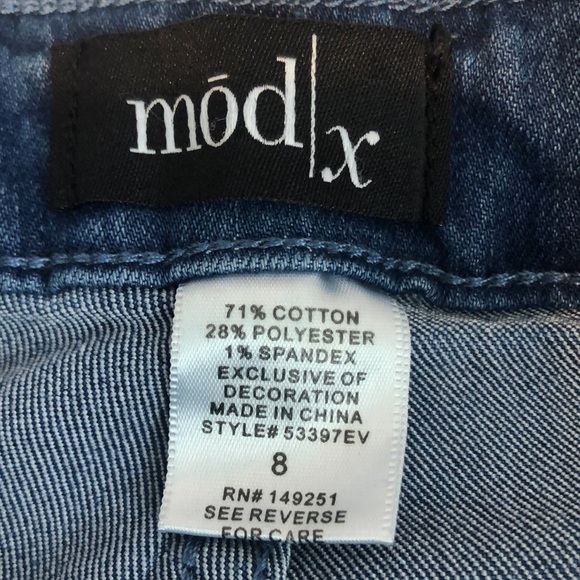 mōd|x
71% COTTON
28% POLYESTER
1% SPANDEX
EXCLUSIVE OF
DECORATION
MADE IN CHINA
STYLE# 53397EV
8
RN# 149251
SEE REVERSE
FOR CARE